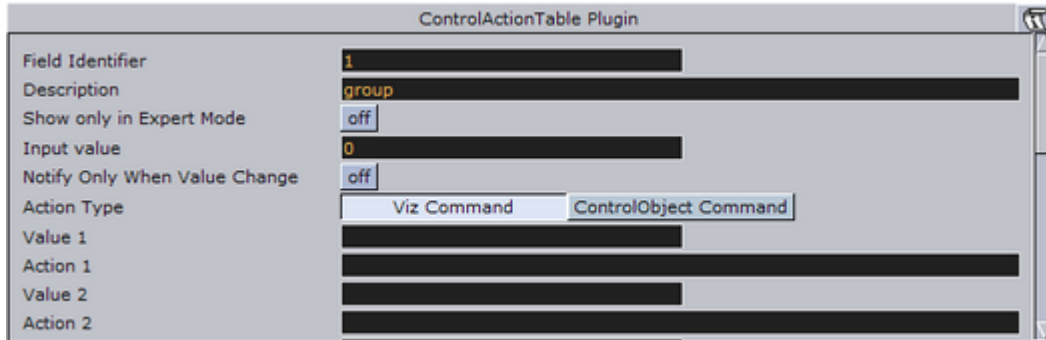 ControlActionTable Plugin
Field Identifier 1
Description group
Show only in Expert Mode off
Input value 0
Notify Only When Value Change off
Action Type Viz Command ControlObject Command
Value 1
Action 1
Value 2
Action 2